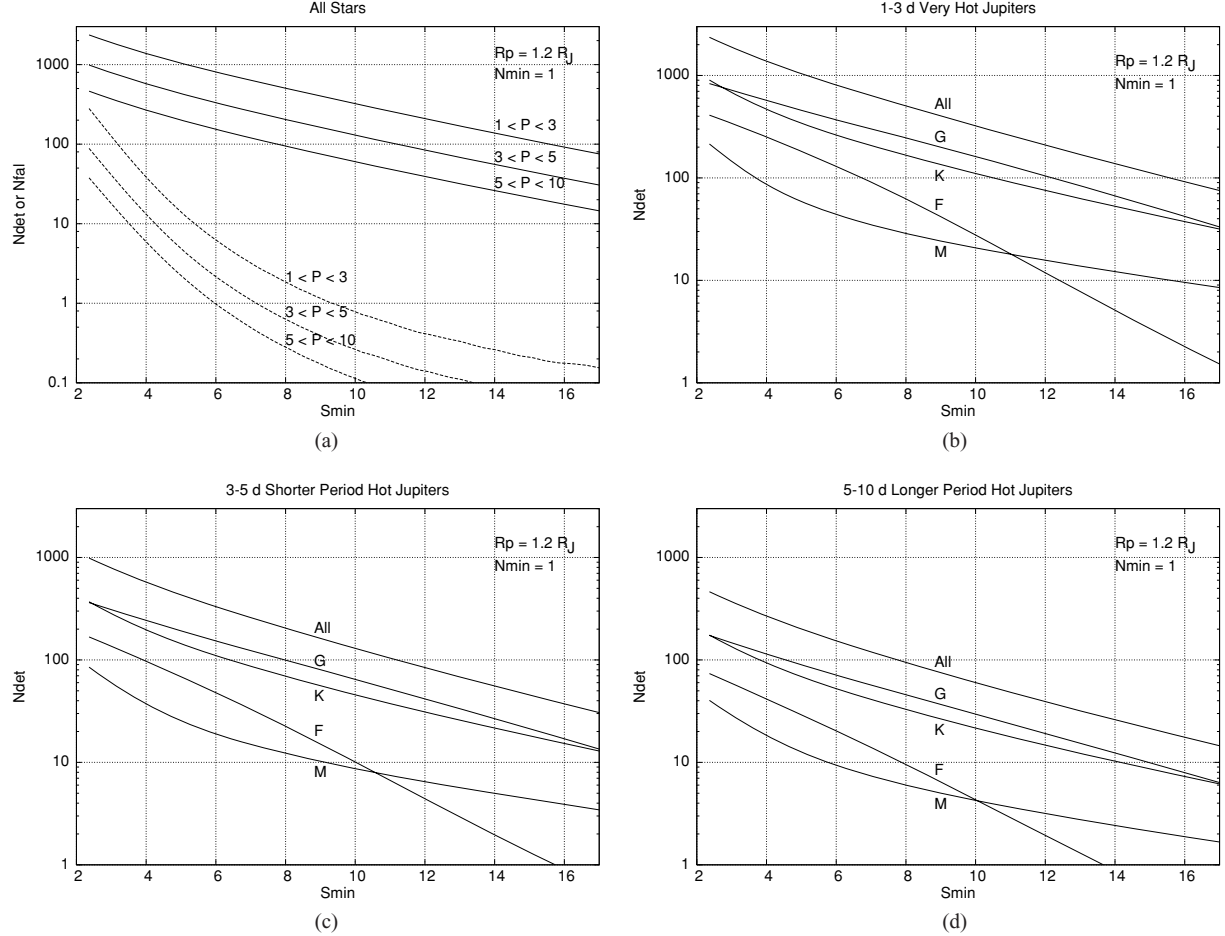 All Stars
Ndet or Nfal
1000
100
10
1
0.1
Rp = 1.2 RJ
Nmin = 1
1 < P < 3
3 < P < 5
5 < P < 10
1 < P < 3
3 < P < 5
5 < P < 10
2 4 6 8 10 12 14 16
Smin
(a)
1-3 d Very Hot Jupiters
Ndet
1000
100
10
1
Rp = 1.2 RJ
Nmin = 1
All
G
K
F
M
2 4 6 8 10 12 14 16
Smin
(b)
3-5 d Shorter Period Hot Jupiters
Ndet
1000
100
10
1
Rp = 1.2 RJ
Nmin = 1
All
G
K
F
M
2 4 6 8 10 12 14 16
Smin
(c)
5-10 d Longer Period Hot Jupiters
Ndet
1000
100
10
1
Rp = 1.2 RJ
Nmin = 1
All
G
K
F
M
2 4 6 8 10 12 14 16
Smin
(d)